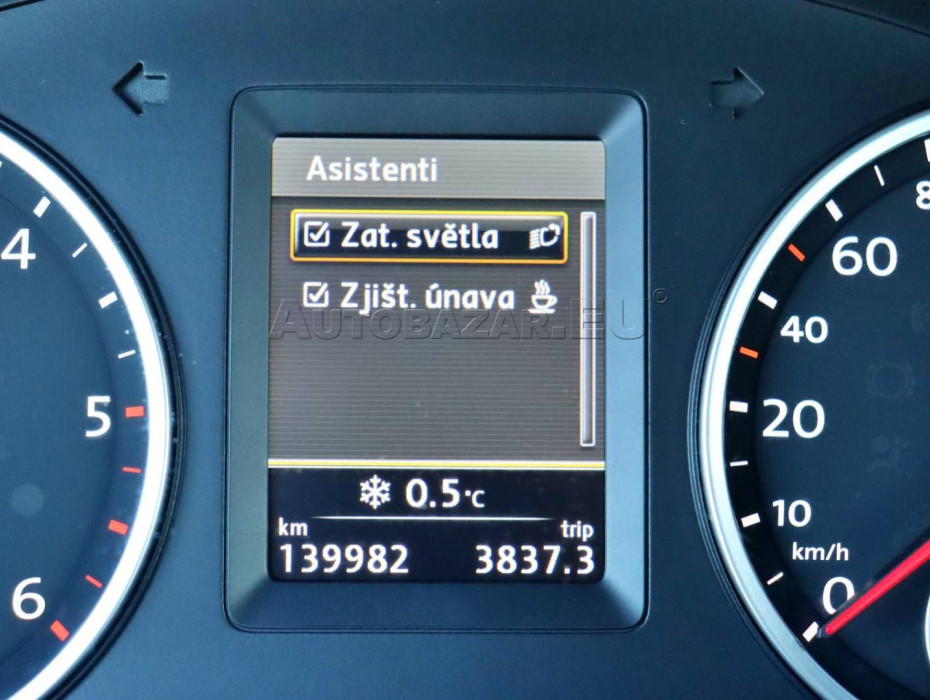 Asistenti
Zat. světla
Zjišt. únava
AUTOBAZAR.EU©
0.5°C
km trip
139982 3837.3
4
5
6
8
60
40
20
10
km/h
0